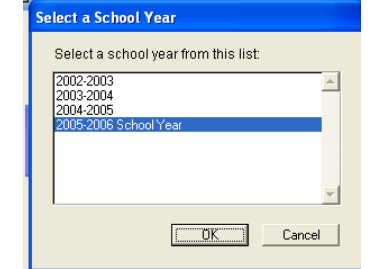 Select a School Year
Select a school year from this list:
2002-2003
2003-2004
2004-2005
2005-2006 School Year
OK
Cancel